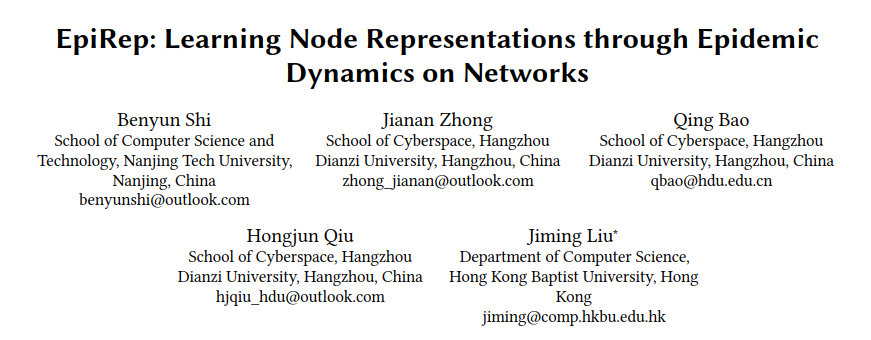 EpiRep: Learning Node Representations through Epidemic
Dynamics on Networks
Benyun Shi
School of Computer Science and
Technology, Nanjing Tech University,
Nanjing, China
benyunshi@outlook.com
Jianan Zhong
School of Cyberspace, Hangzhou
Dianzi University, Hangzhou, China
zhong_jianan@outlook.com
Qing Bao
School of Cyberspace, Hangzhou
Dianzi University, Hangzhou, China
qbao@hdu.edu.cn
Hongjun Qiu
School of Cyberspace, Hangzhou
Dianzi University, Hangzhou, China
hjqiu_hdu@outlook.com
Jiming Liu*
Department of Computer Science,
Hong Kong Baptist University, Hong
Kong
jiming@comp.hkbu.edu.hk